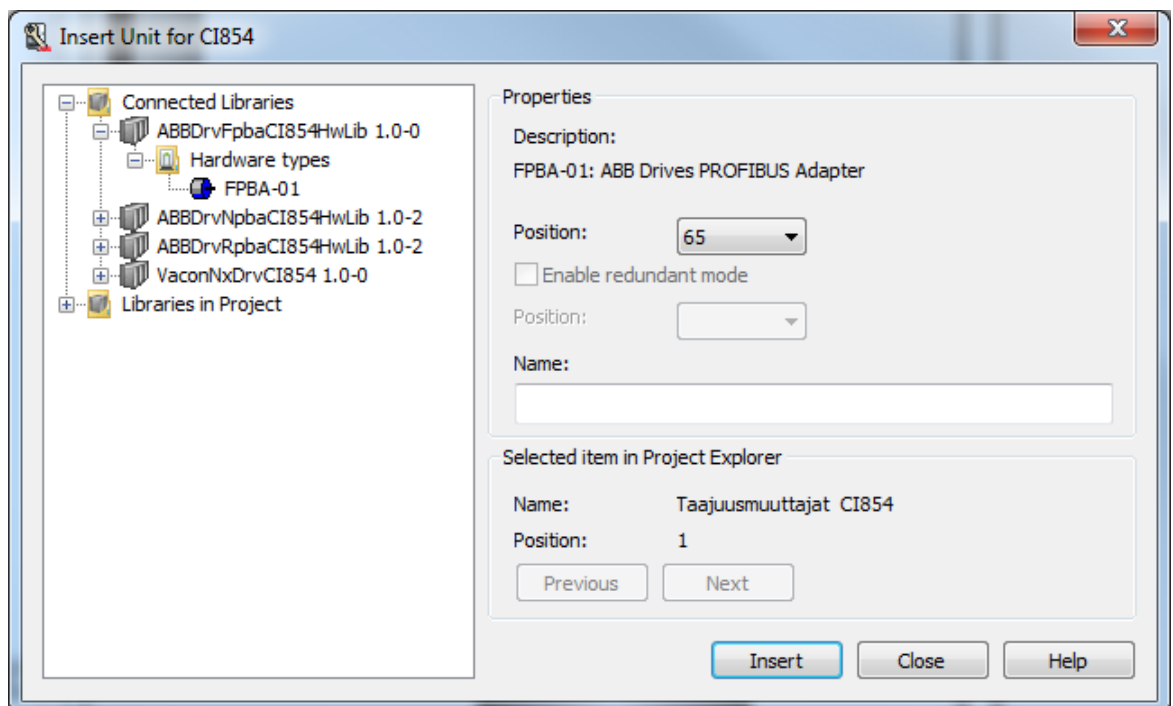 Insert Unit for CI854
Connected Libraries
ABBDrvFpbaCI854HwLib 1.0-0
Hardware types
FPBA-01
ABBDrvNpbaCI854HwLib 1.0-2
ABBDrvRpbaCI854HwLib 1.0-2
VaconNxDrvCI854 1.0-0
Libraries in Project
Properties
Description:
FPBA-01: ABB Drives PROFIBUS Adapter
Position: 65
Enable redundant mode
Position:
Name:
Selected item in Project Explorer
Name: Taajuusmuuttajat CI854
Position: 1
Previous Next
Insert Close Help